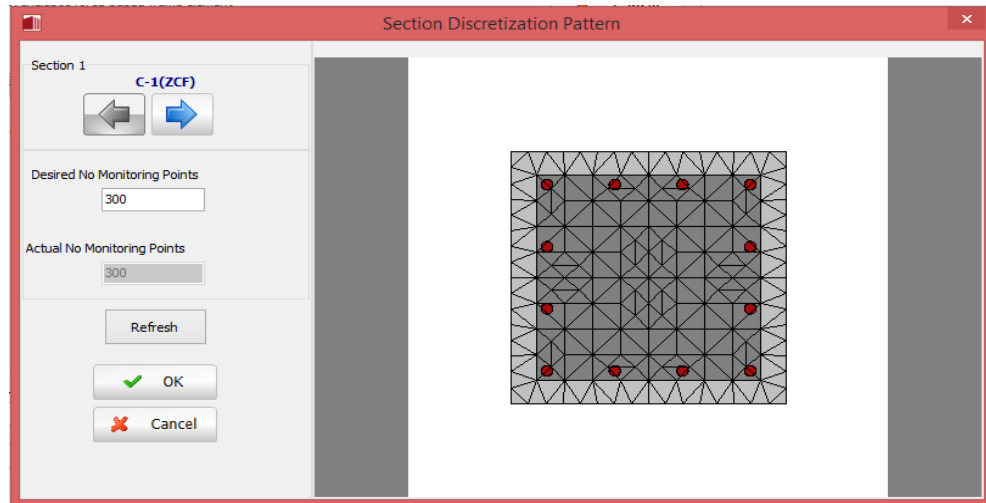 Section Discretization Pattern
Section 1
C-1(ZCF)
Desired No Monitoring Points
300
Actual No Monitoring Points
300
Refresh
OK
Cancel